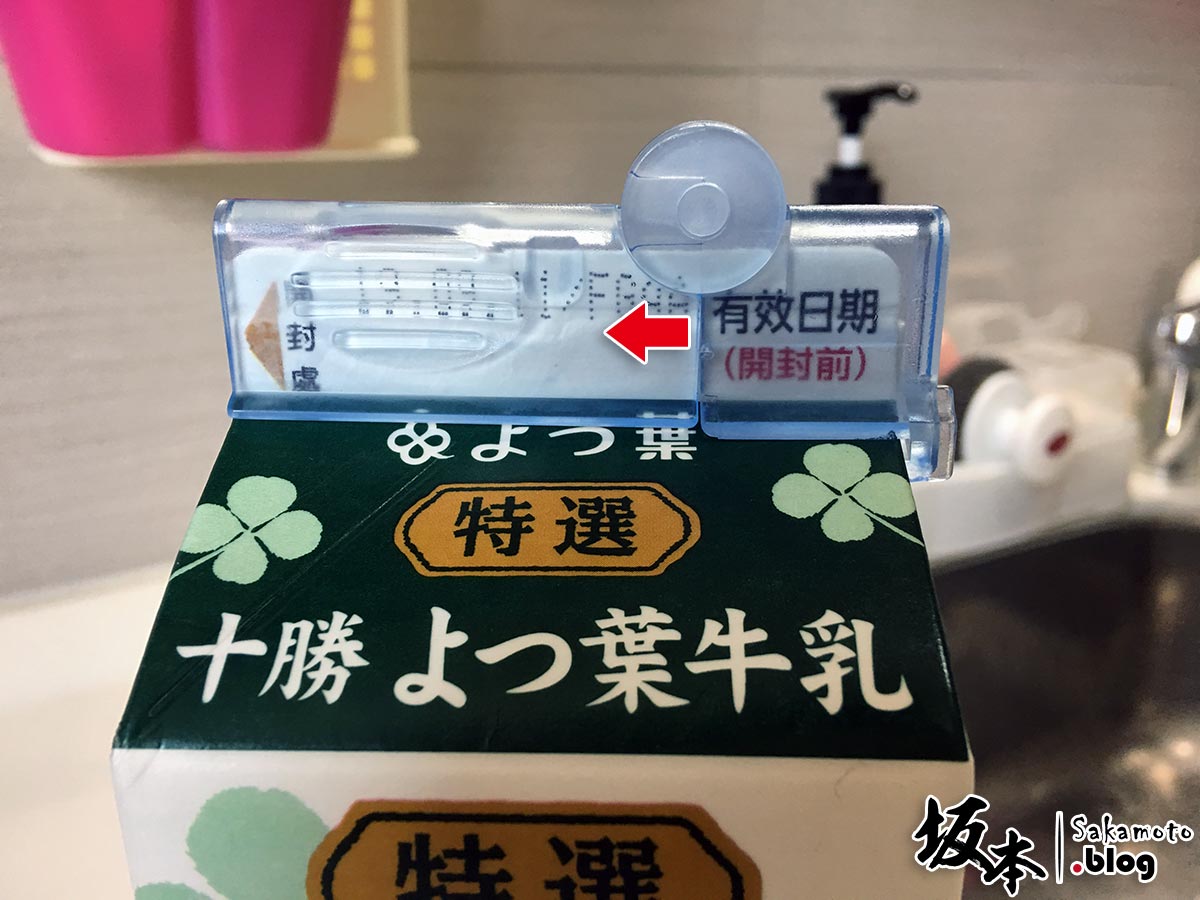 有效日期
(開封前)
封
處
よつ葉
特選
十勝 よつ葉牛乳
特選
坂本
Sakamoto
.blog